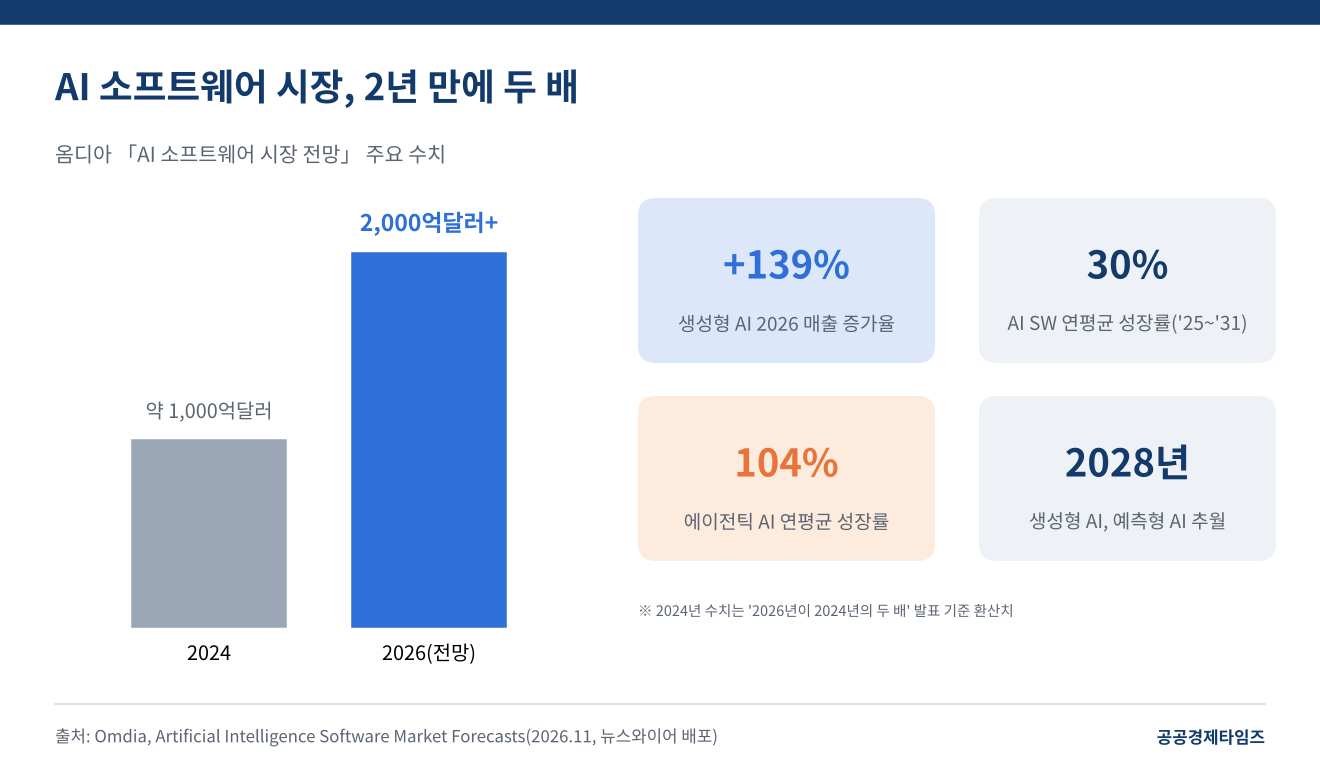 AI 소프트웨어 시장, 2년 만에 두 배
옴디아 「AI 소프트웨어 시장 전망」 주요 수치
2,000억달러+
약 1,000억달러
2024
2026(전망)
+139%
생성형 AI 2026 매출 증가율
30%
AI SW 연평균 성장률('25~'31)
104%
에이전틱 AI 연평균 성장률
2028년
생성형 AI, 예측형 AI 추월
※ 2024년 수치는 '2026년이 2024년의 두 배' 발표 기준 환산치
출처: Omdia, Artificial Intelligence Software Market Forecasts(2026.11, 뉴스와이어 배포)
공공경제타임즈